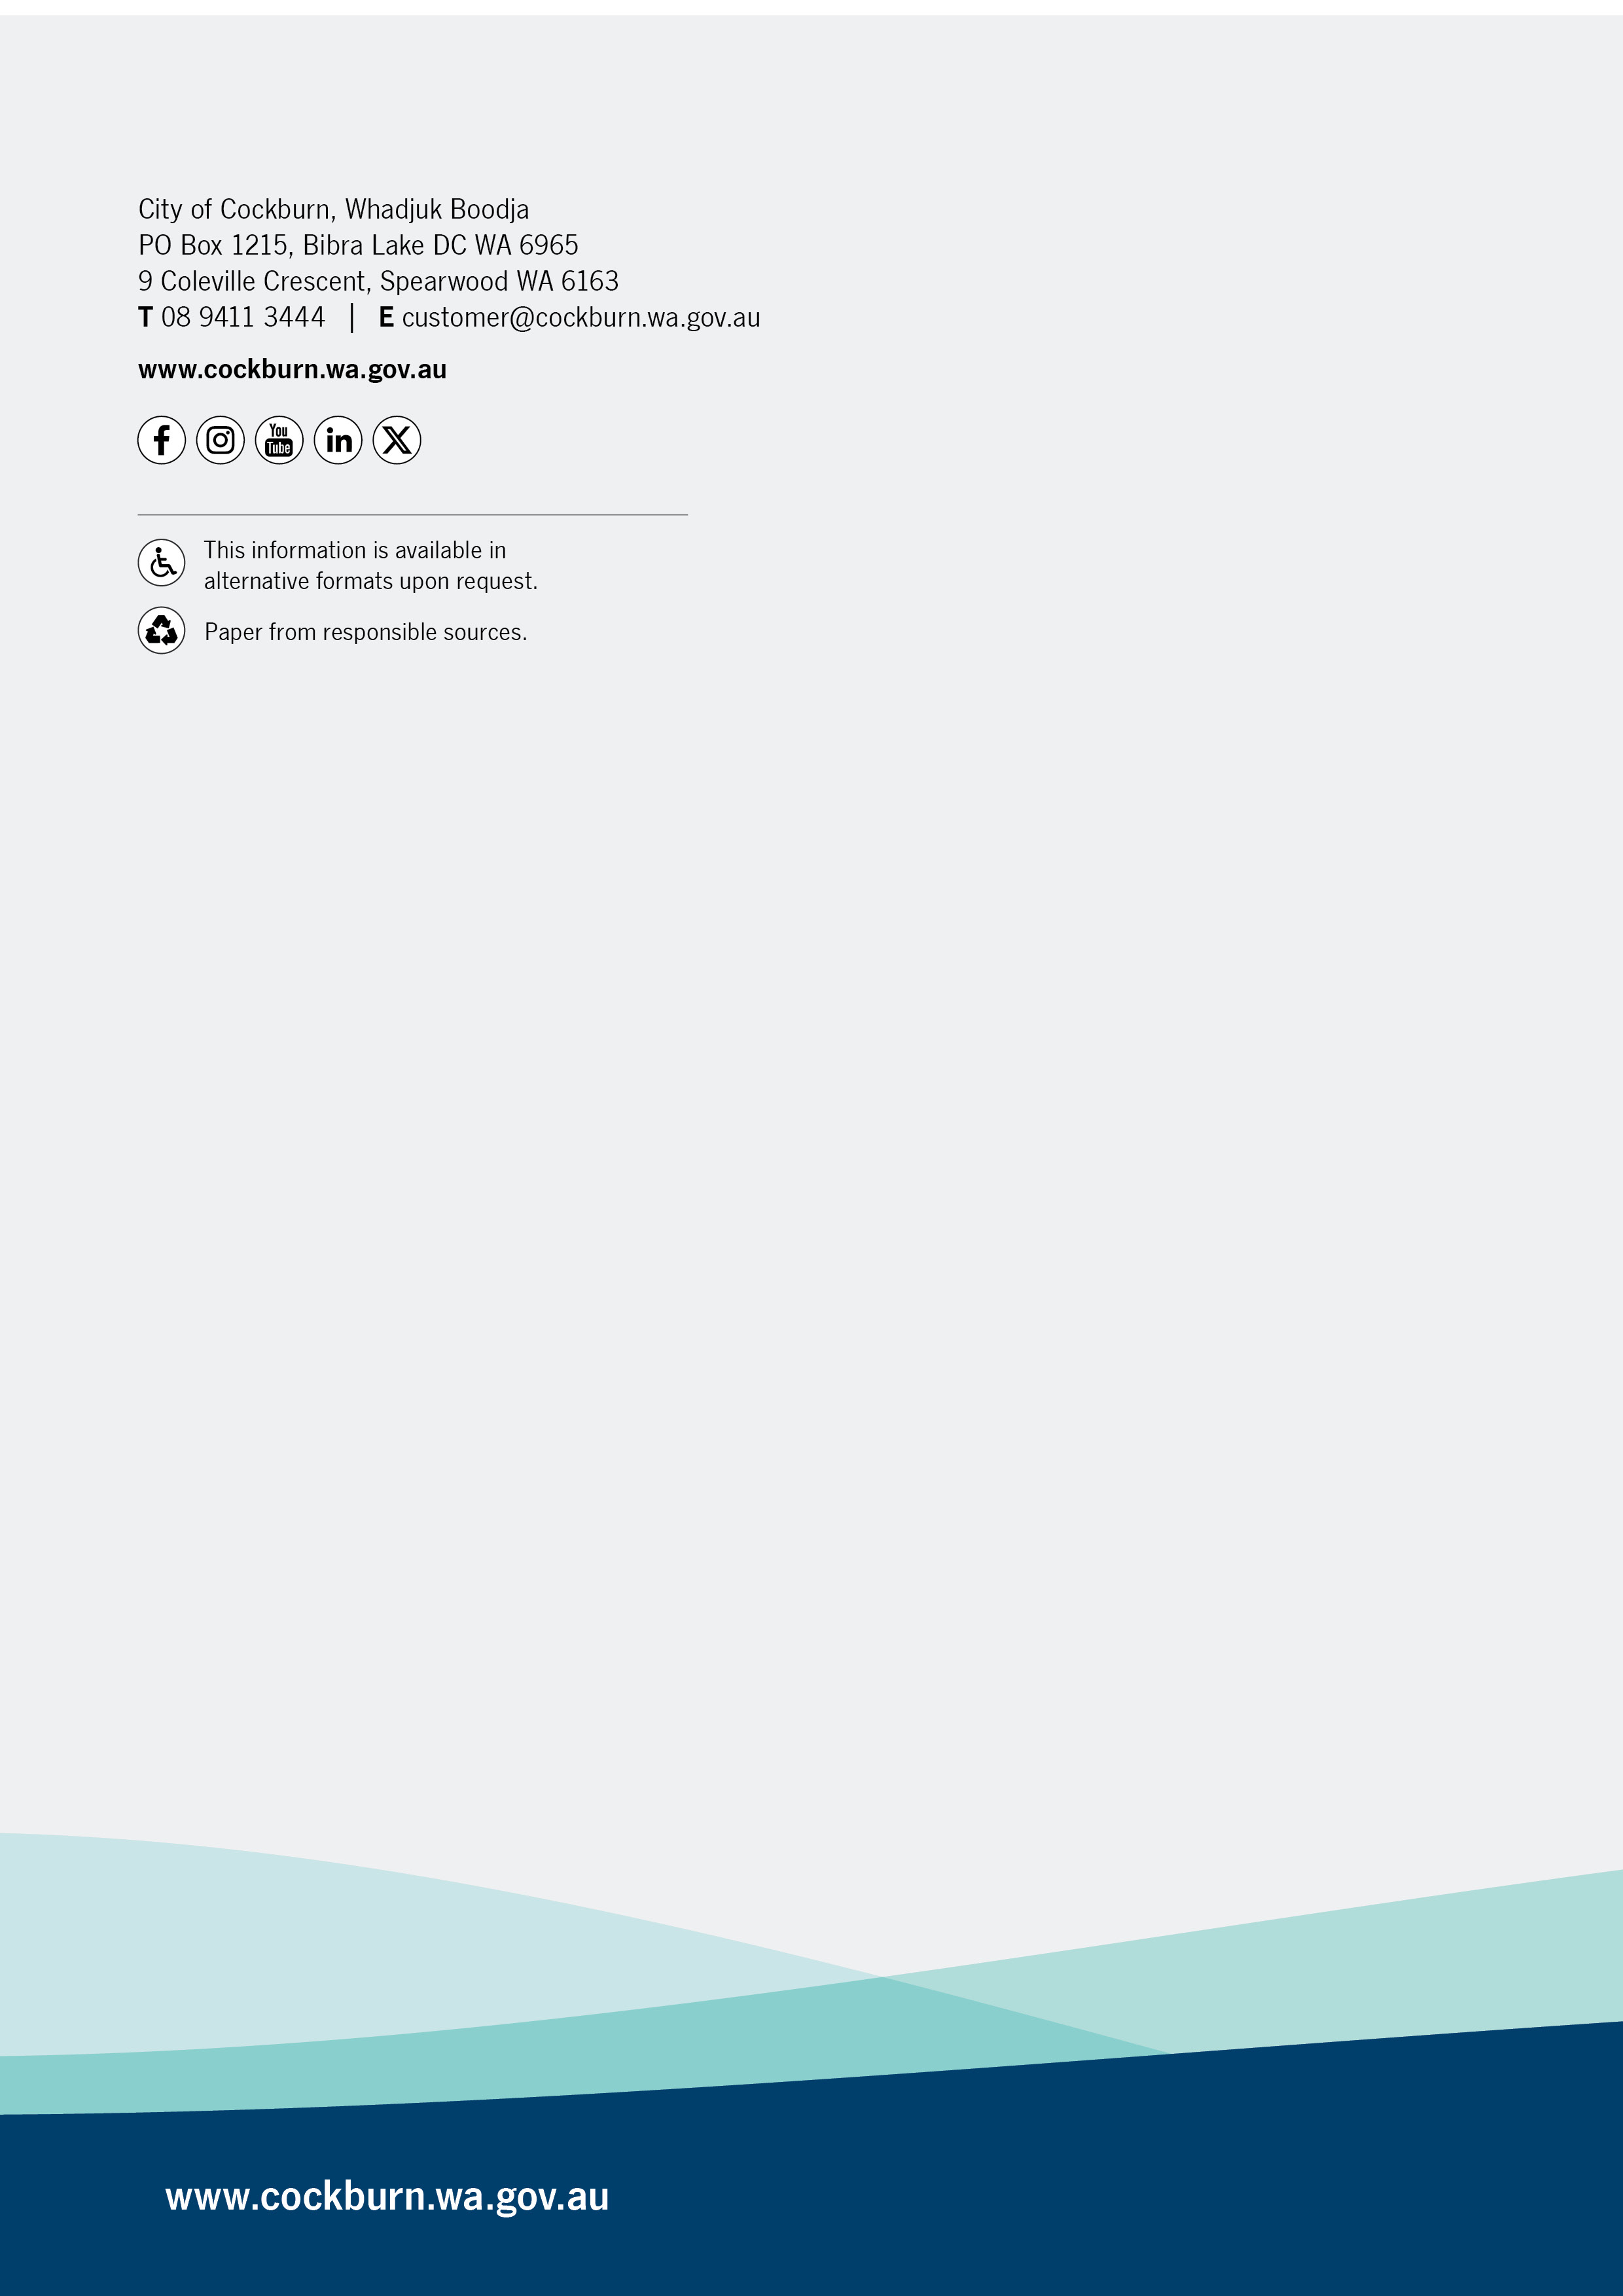 City of Cockburn, Whadjuk Boodja
PO Box 1215, Bibra Lake DC WA 6965
9 Coleville Crescent, Spearwood WA 6163
T 08 9411 3444 | E customer@cockburn.wa.gov.au
www.cockburn.wa.gov.au
f You Tube in X
This information is available in
alternative formats upon request.
Paper from responsible sources.
www.cockburn.wa.gov.au